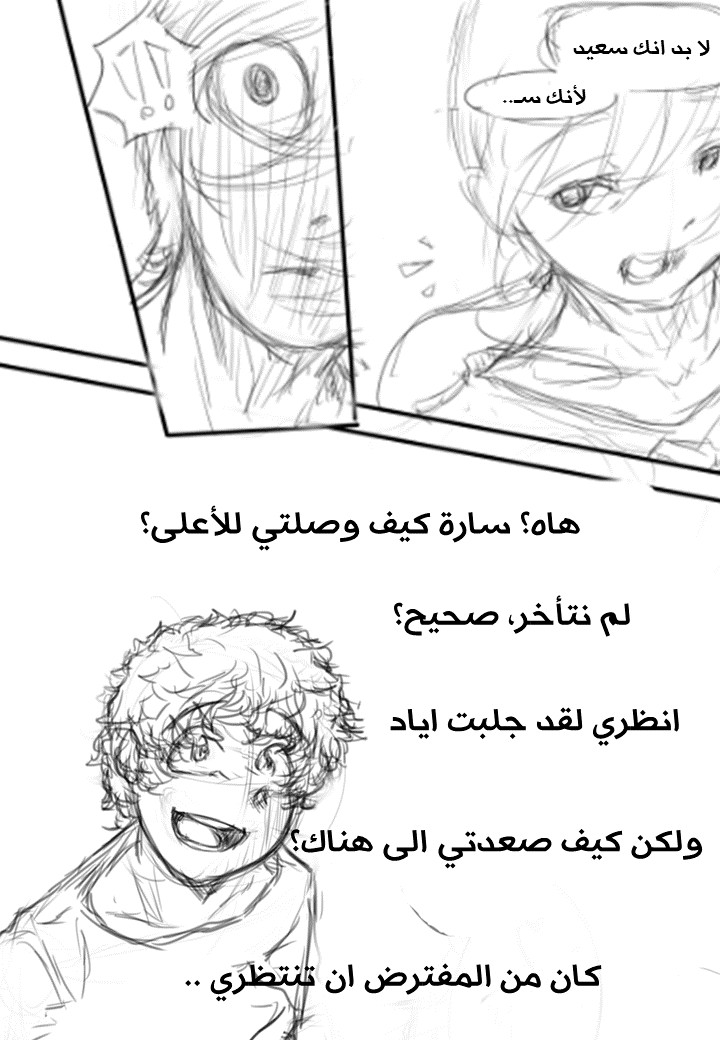 لا بد انك سعيد
لأنك سـ..
!!
هاه؟ سارة كيف وصلتي للأعلى؟
لم نتأخر، صحيح؟
انظري لقد جلبت اياد
ولكن كيف صعدتي الى هناك؟
كان من المفترض ان تنتظري ..